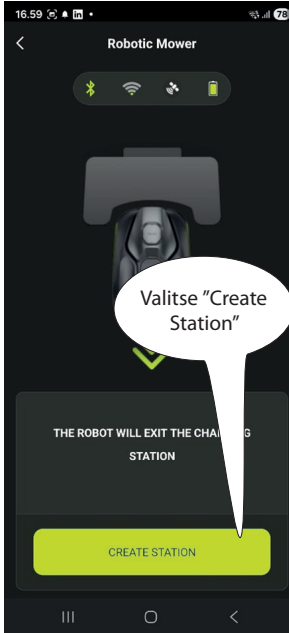 16.59 78
Robotic Mower
Valitse ”Create
Station”
THE ROBOT WILL EXIT THE CHA G
STATION
CREATE STATION